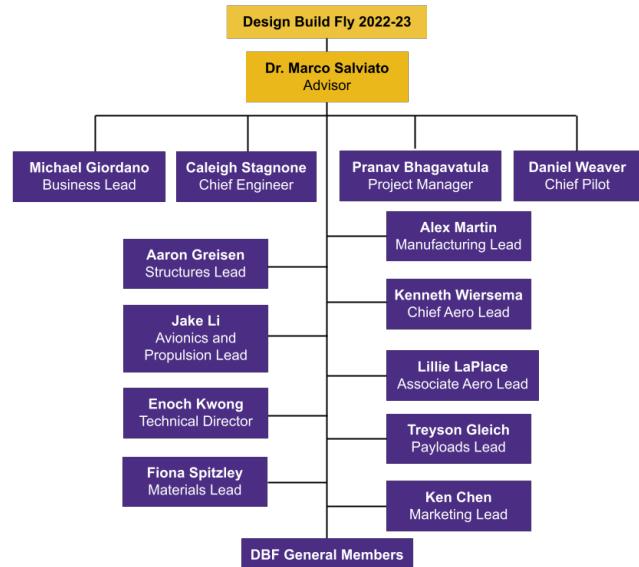 Design Build Fly 2022-23
Dr. Marco Salviato
Advisor
Michael Giordano
Business Lead
Caleigh Stagnone
Chief Engineer
Pranav Bhagavatula
Project Manager
Daniel Weaver
Chief Pilot
Alex Martin
Manufacturing Lead
Aaron Greisen
Structures Lead
Kenneth Wiersema
Chief Aero Lead
Jake Li
Avionics and
Propulsion Lead
Lillie LaPlace
Associate Aero Lead
Enoch Kwong
Technical Director
Treyson Gleich
Payloads Lead
Fiona Spitzley
Materials Lead
Ken Chen
Marketing Lead
DBF General Members